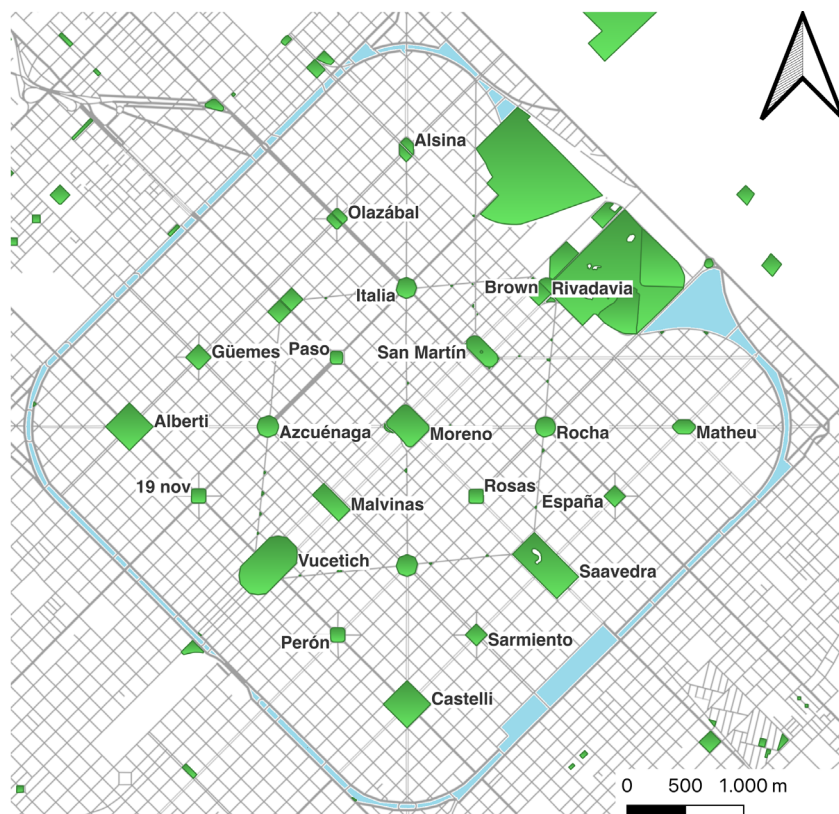 Alsina
Olazábal
Italia
Brown
Rivadavia
Güemes
Paso
San Martín
Alberti
Azcuénaga
Moreno
Rocha
Matheu
19 nov
Malvinas
Rosas
España
Vucetich
Saavedra
Perón
Sarmiento
Castelli
0 500 1.000 m